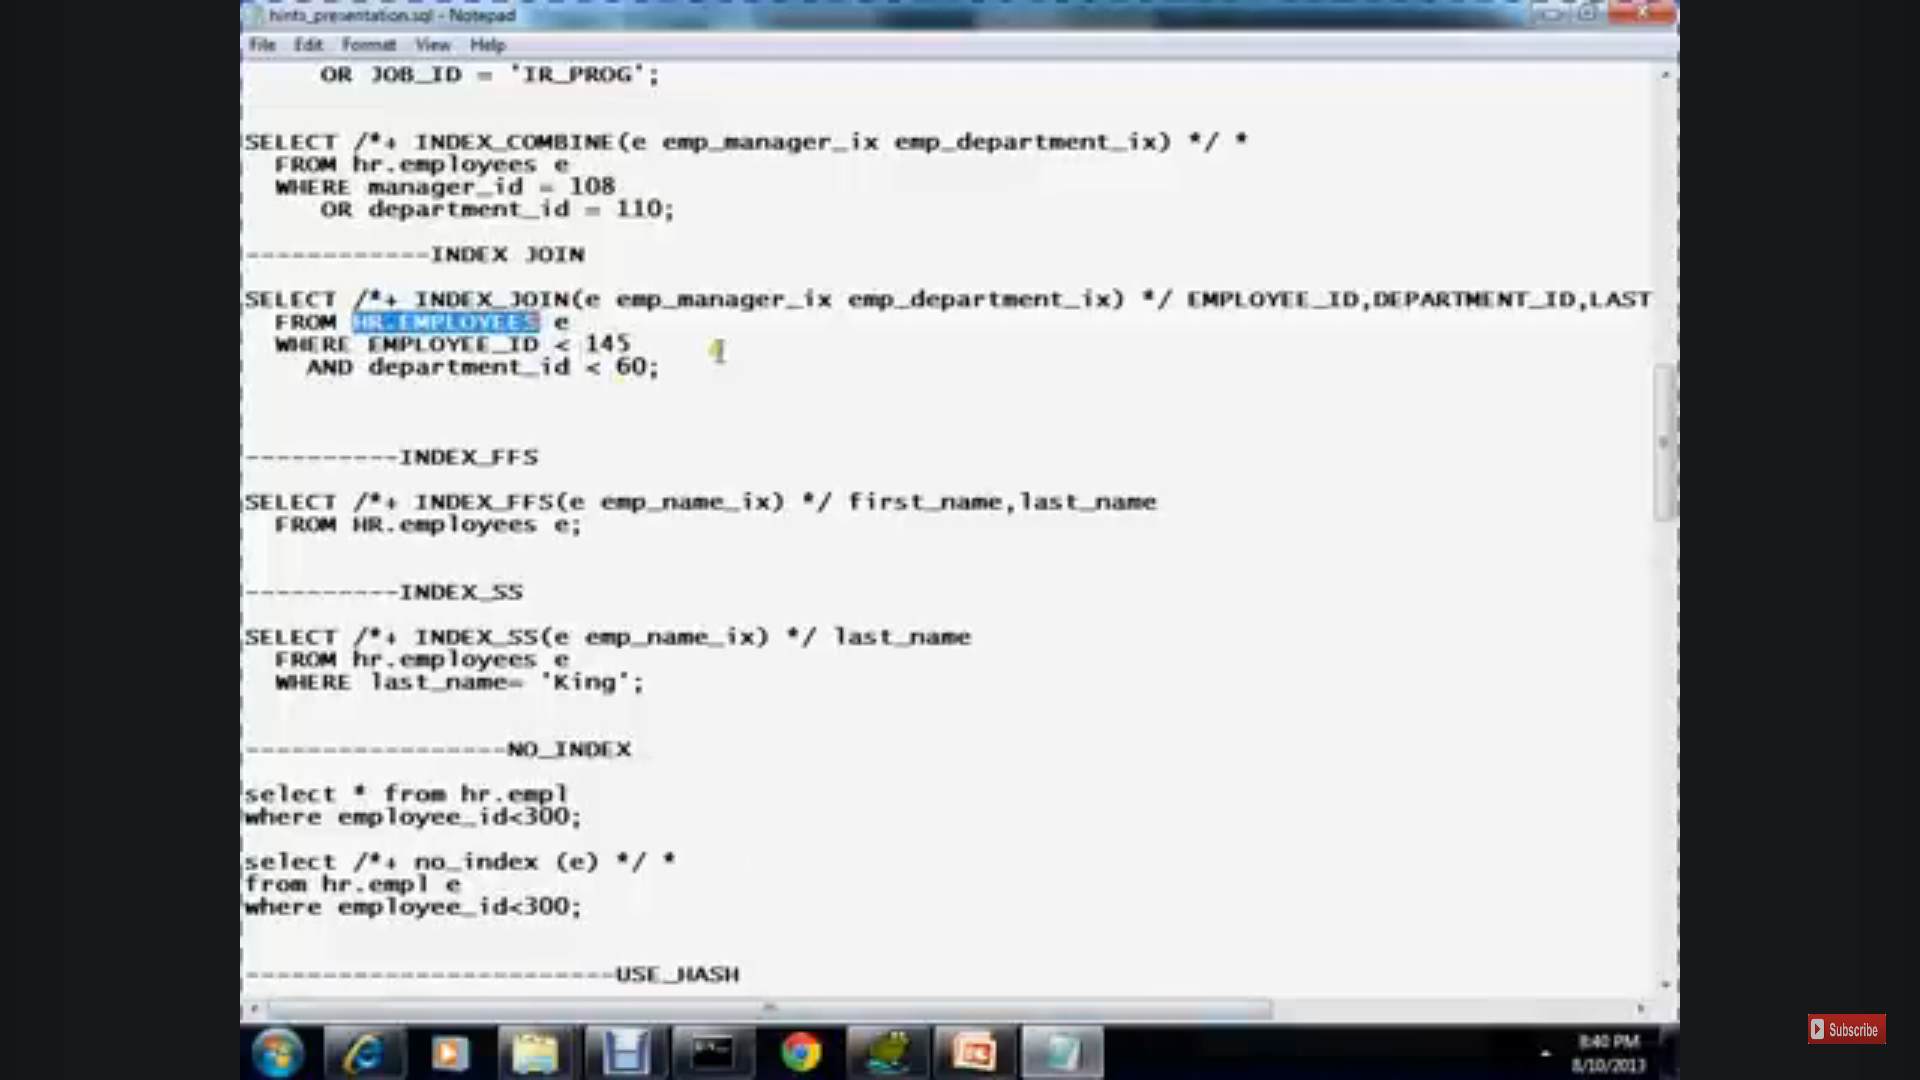 hints_presentation.sql - Notepad
File Edit Format View Help
OR JOB_ID = 'IR_PROG';
SELECT /*+ INDEX_COMBINE(e emp_manager_ix emp_department_ix) */ *
FROM hr.employees e
WHERE manager_id = 108
OR department_id = 110;
------------INDEX JOIN
SELECT /*+ INDEX_JOIN(e emp_manager_ix emp_department_ix) */ EMPLOYEE_ID,DEPARTMENT_ID,LAST
FROM HR.EMPLOYEES e
WHERE EMPLOYEE_ID < 145
AND department_id < 60;
----------INDEX_FFS
SELECT /*+ INDEX_FFS(e emp_name_ix) */ first_name,last_name
FROM HR.employees e;
----------INDEX_SS
SELECT /*+ INDEX_SS(e emp_name_ix) */ last_name
FROM hr.employees e
WHERE last_name= 'King';
-----------------NO_INDEX
select * from hr.empl
where employee_id<300;
select /*+ no_index (e) */ *
from hr.empl e
where employee_id<300;
------------------------USE_HASH
8:40 PM
8/10/2013
Subscribe